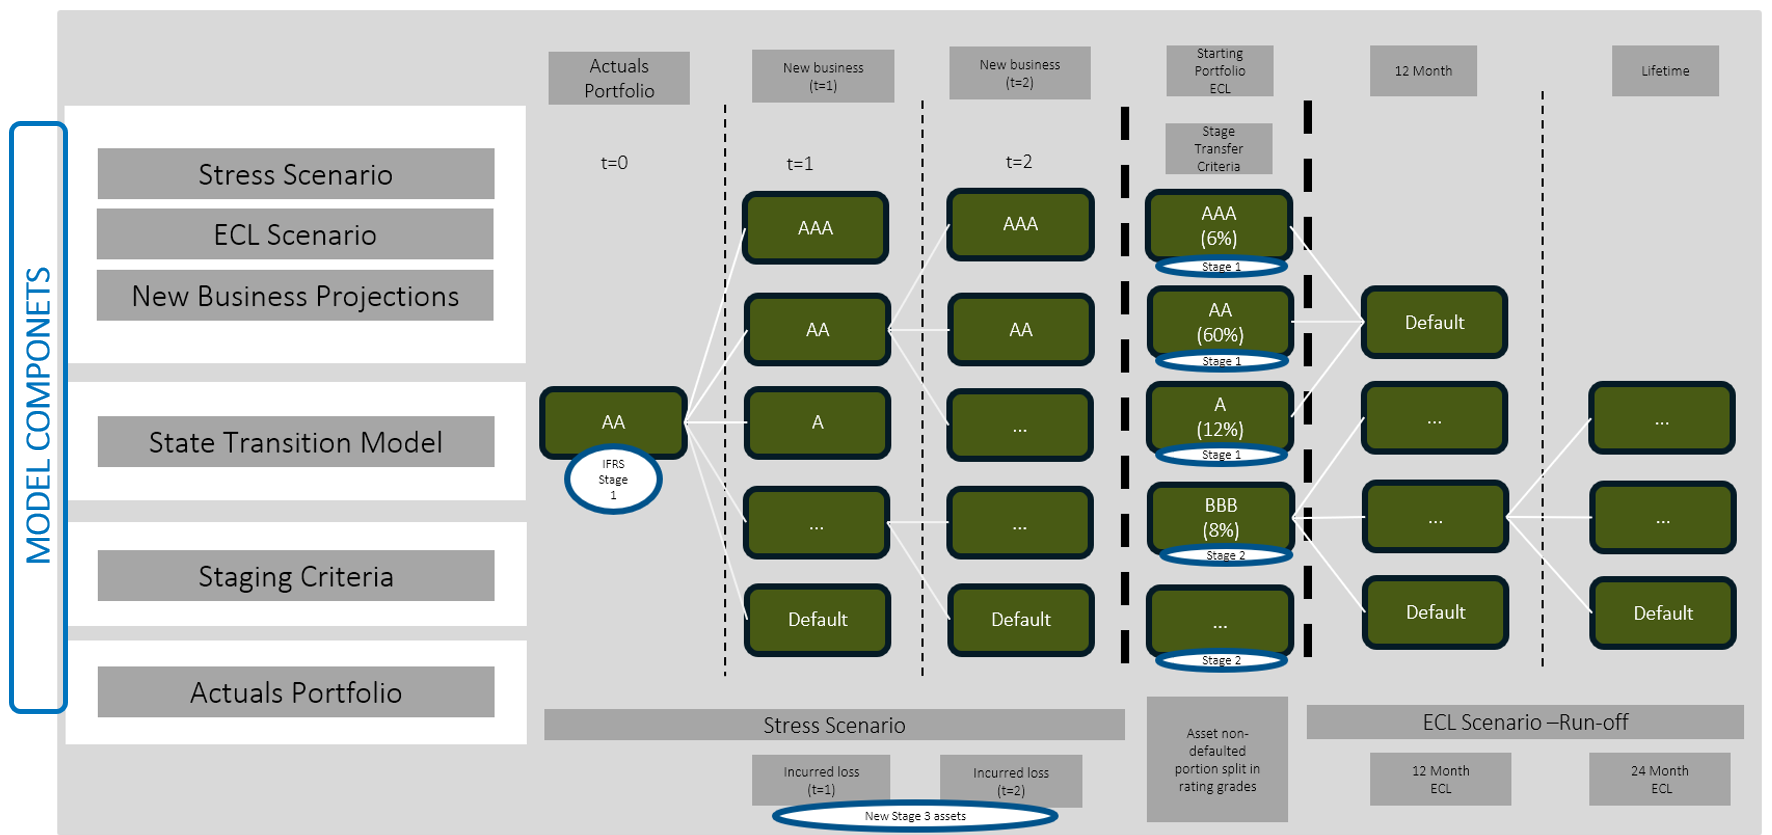 MODEL COMPONETS
Stress Scenario
ECL Scenario
New Business Projections
State Transition Model
Staging Criteria
Actuals Portfolio
Actuals
Portfolio
t=0
AA
IFRS
Stage
1
New business
(t=1)
t=1
AAA
AA
A
...
Default
New business
(t=2)
t=2
AAA
AA
...
...
Default
Stress Scenario
Incurred loss
(t=1)
Incurred loss
(t=2)
New Stage 3 assets
Starting
Portfolio
ECL
Stage
Transfer
Criteria
AAA
(6%)
Stage 1
AA
(60%)
Stage 1
A
(12%)
Stage 1
BBB
(8%)
Stage 2
...
Stage 2
Asset non-
defaulted
portion split in
rating grades
12 Month
Default
...
...
Default
Lifetime
...
...
Default
ECL Scenario –Run-off
12 Month
ECL
24 Month
ECL